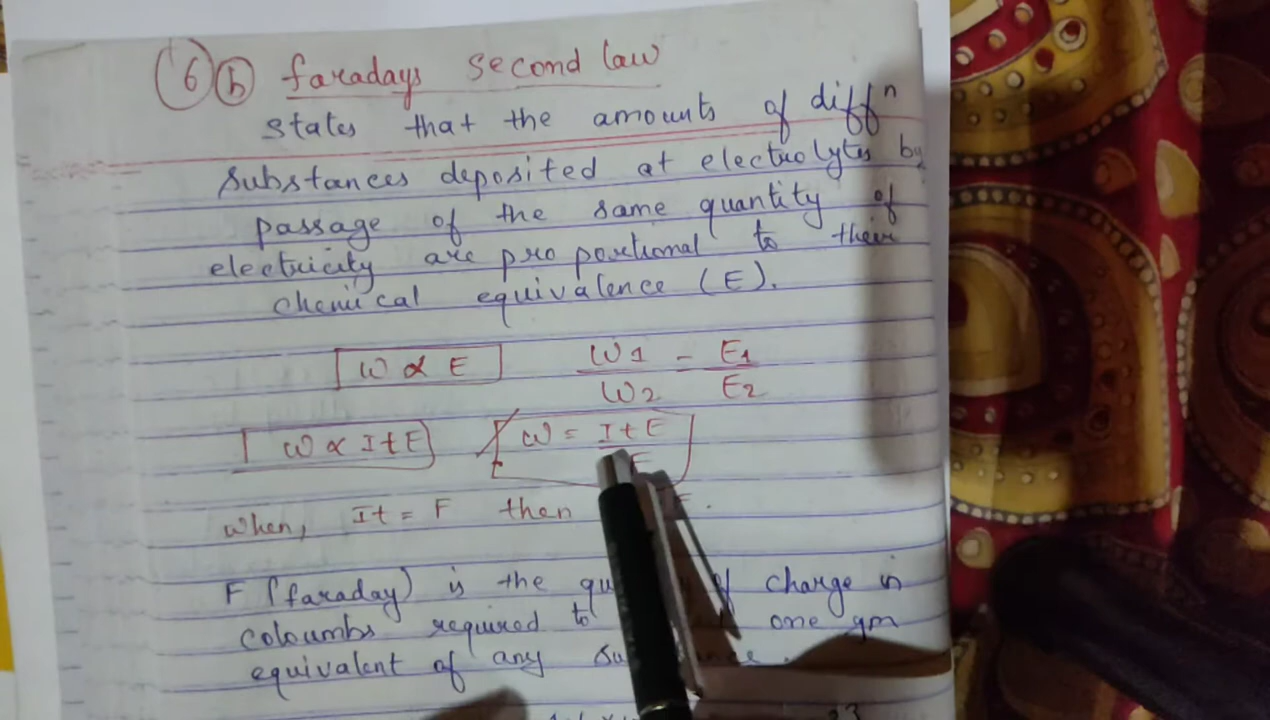 6 b faradays second law
states that the amounts of diffn
substances deposited at electrolytes by
passage of the same quantity of
electricity are proportional to their
chemical equivalence (E).
W ∝ E W1/W2 = E1/E2
W ∝ ItE W = ItE/F
when, It = F then
F (faraday) is the of charge in
coloumbs required to one gm
equivalent of any